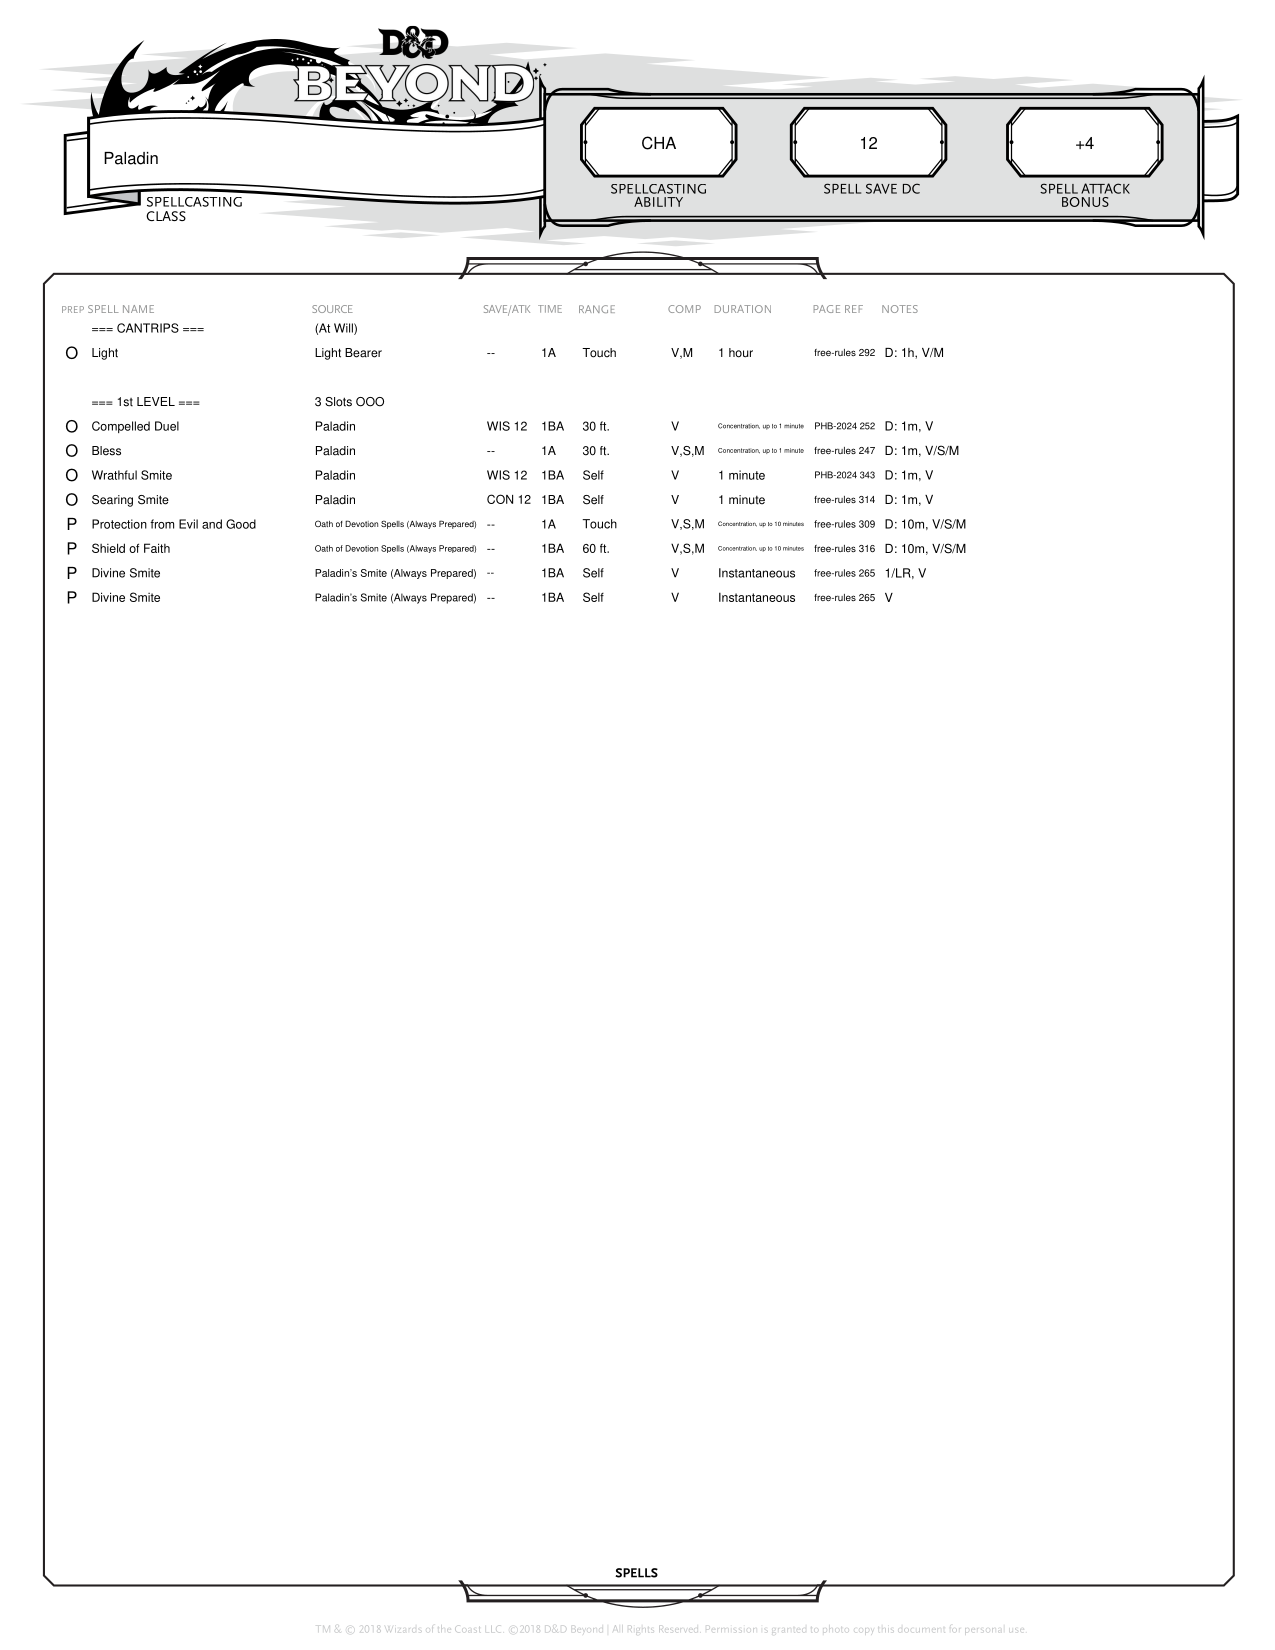 D&D
BEYOND
Paladin
SPELLCASTING
CLASS
CHA
SPELLCASTING
ABILITY
12
SPELL SAVE DC
+4
SPELL ATTACK
BONUS
PREP SPELL NAME SOURCE SAVE/ATK TIME RANGE COMP DURATION PAGE REF NOTES
=== CANTRIPS === (At Will)
O Light Light Bearer -- 1A Touch V,M 1 hour free-rules 292 D: 1h, V/M
=== 1st LEVEL === 3 Slots OOO
O Compelled Duel Paladin WIS 12 1BA 30 ft. V Concentration, up to 1 minute PHB-2024 252 D: 1m, V
O Bless Paladin -- 1A 30 ft. V,S,M Concentration, up to 1 minute free-rules 247 D: 1m, V/S/M
O Wrathful Smite Paladin WIS 12 1BA Self V 1 minute PHB-2024 343 D: 1m, V
O Searing Smite Paladin CON 12 1BA Self V 1 minute free-rules 314 D: 1m, V
P Protection from Evil and Good Oath of Devotion Spells (Always Prepared) -- 1A Touch V,S,M Concentration, up to 10 minutes free-rules 309 D: 10m, V/S/M
P Shield of Faith Oath of Devotion Spells (Always Prepared) -- 1BA 60 ft. V,S,M Concentration, up to 10 minutes free-rules 316 D: 10m, V/S/M
P Divine Smite Paladin's Smite (Always Prepared) -- 1BA Self V Instantaneous free-rules 265 1/LR, V
P Divine Smite Paladin's Smite (Always Prepared) -- 1BA Self V Instantaneous free-rules 265 V
SPELLS
TM & © 2018 Wizards of the Coast LLC. ©2018 D&D Beyond | All Rights Reserved. Permission is granted to photo copy this document for personal use.